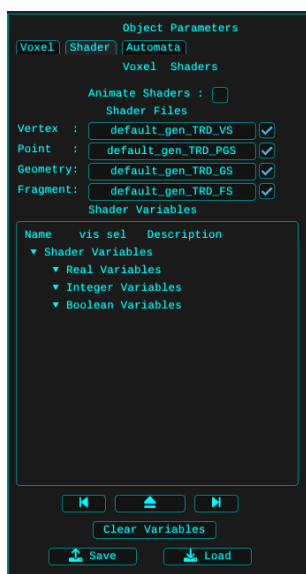 Object Parameters
Voxel Shader Automata
Voxel Shaders
Animate Shaders :
Shader Files
Vertex : default_gen_TRD_VS
Point : default_gen_TRD_PGS
Geometry: default_gen_TRD_GS
Fragment: default_gen_TRD_FS
Shader Variables
Name vis sel Description
Shader Variables
Real Variables
Integer Variables
Boolean Variables
Clear Variables
Save Load